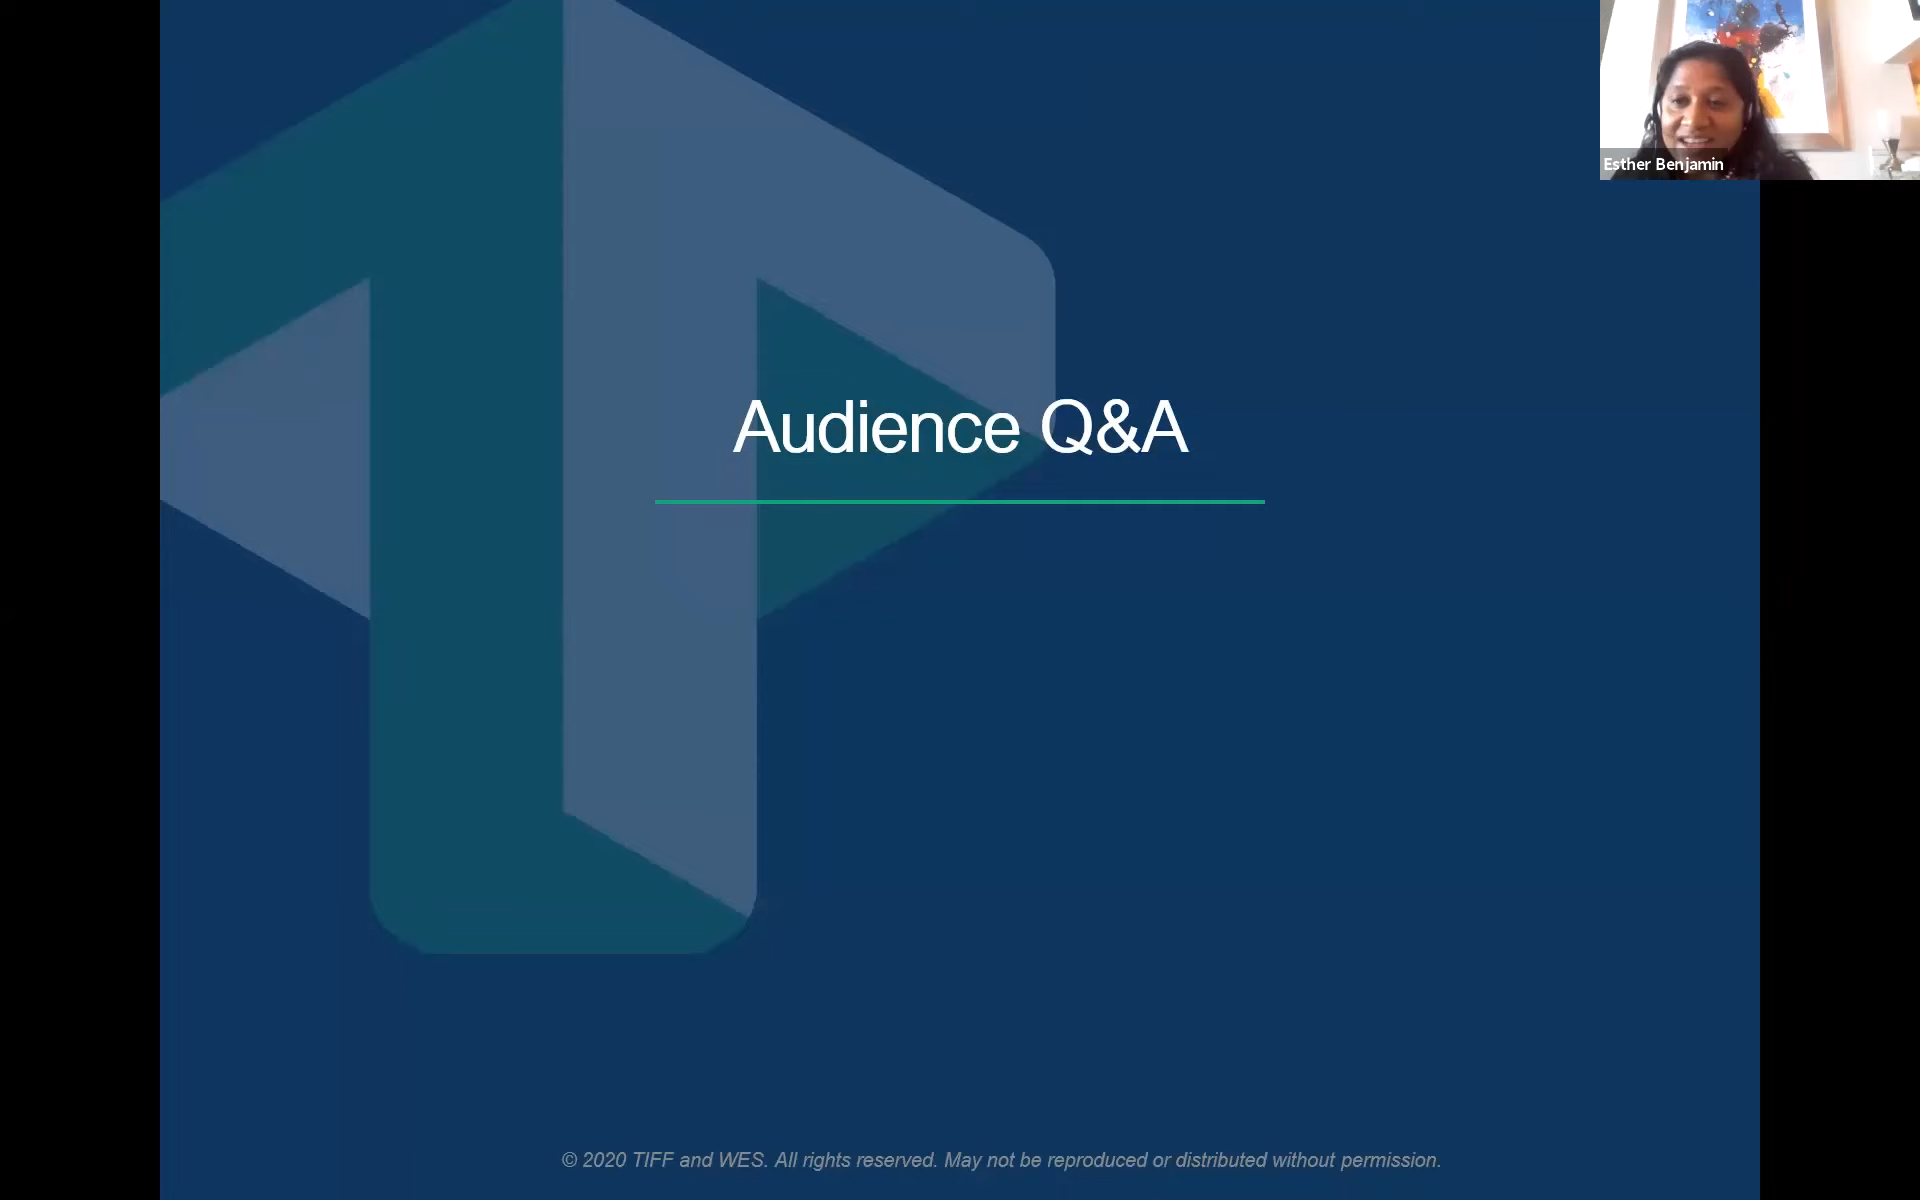 Esther Benjamin
Audience Q&A
© 2020 TIFF and WES. All rights reserved. May not be reproduced or distributed without permission.